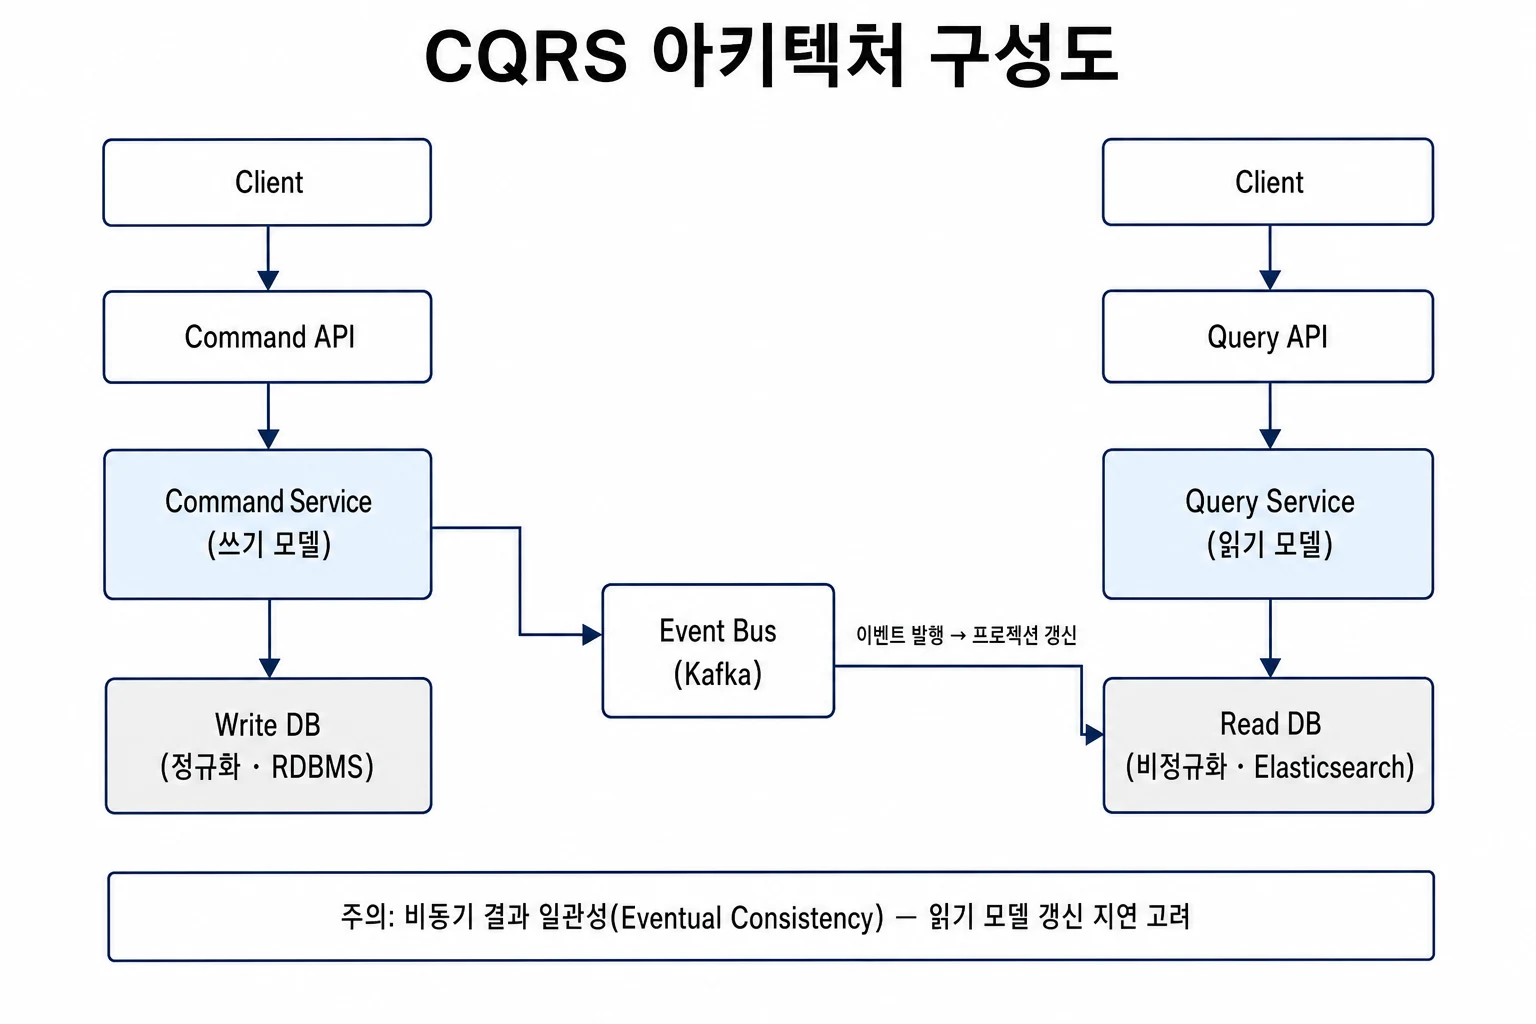 CQRS 아키텍처 구성도
Client
Command API
Command Service
(쓰기 모델)
Write DB
(정규화 · RDBMS)
Event Bus
(Kafka)
이벤트 발행 → 프로젝션 갱신
Client
Query API
Query Service
(읽기 모델)
Read DB
(비정규화 · Elasticsearch)
주의: 비동기 결과 일관성(Eventual Consistency) — 읽기 모델 갱신 지연 고려